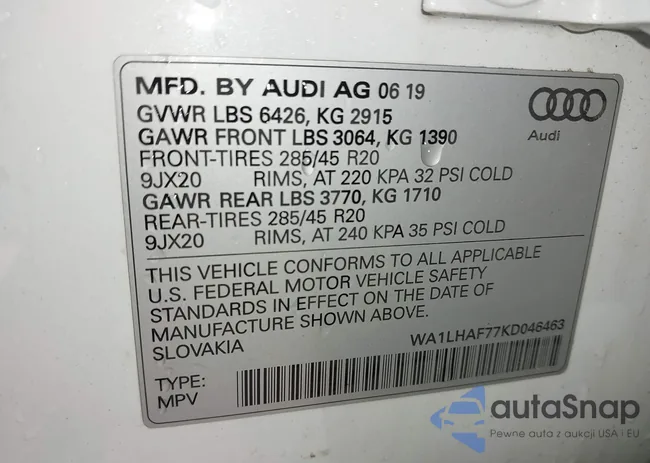 MFD. BY AUDI AG 06 19
GVWR LBS 6426, KG 2915
GAWR FRONT LBS 3064, KG 1390
FRONT-TIRES 285/45 R20
9JX20 RIMS, AT 220 KPA 32 PSI COLD
GAWR REAR LBS 3770, KG 1710
REAR-TIRES 285/45 R20
9JX20 RIMS, AT 240 KPA 35 PSI COLD
Audi
THIS VEHICLE CONFORMS TO ALL APPLICABLE
U.S. FEDERAL MOTOR VEHICLE SAFETY
STANDARDS IN EFFECT ON THE DATE OF
MANUFACTURE SHOWN ABOVE.
SLOVAKIA
WA1LHAF77KD046463
TYPE:
MPV
autaSnap
Pewne auta z aukcji USA i EU